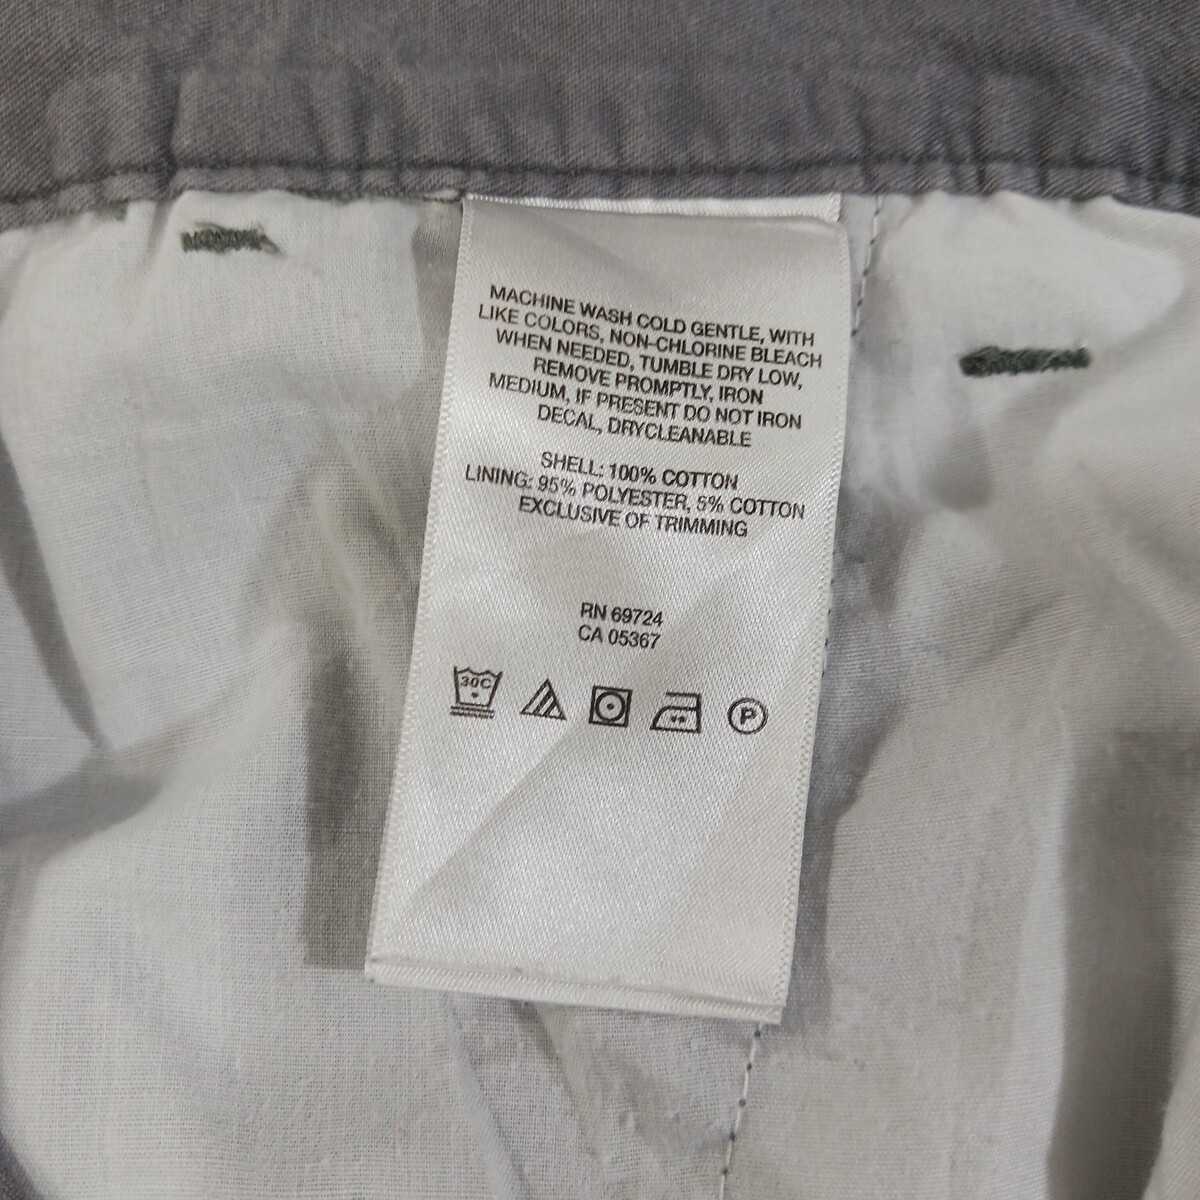 MACHINE WASH COLD GENTLE, WITH
LIKE COLORS, NON-CHLORINE BLEACH
WHEN NEEDED, TUMBLE DRY LOW,
REMOVE PROMPTLY, IRON
MEDIUM, IF PRESENT DO NOT IRON
DECAL, DRYCLEANABLE
SHELL: 100% COTTON
LINING: 95% POLYESTER, 5% COTTON
EXCLUSIVE OF TRIMMING
RN 69724
CA 05367
30C P